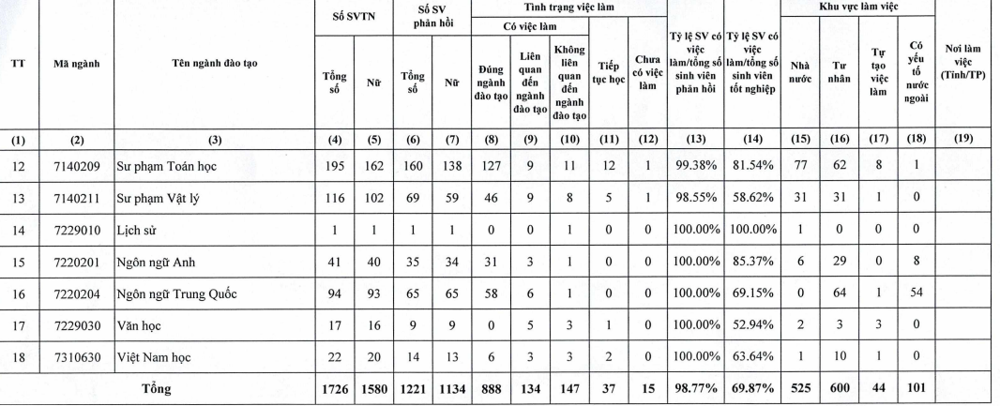 TT | Mã ngành | Tên ngành đào tạo | Số SVTN | Số SV phản hồi | Tình trạng việc làm | Tỷ lệ SV có việc làm/tổng số sinh viên phản hồi | Tỷ lệ SV có việc làm/tổng số sinh viên tốt nghiệp | Khu vực làm việc | Nơi làm việc (Tỉnh/TP)
Có việc làm | Tiếp tục học | Chưa có việc làm
Tổng số | Nữ | Tổng số | Nữ | Đúng ngành đào tạo | Liên quan đến ngành đào tạo | Không liên quan đến ngành đào tạo | Nhà nước | Tư nhân | Tự tạo việc làm | Có yếu tố nước ngoài
(1) | (2) | (3) | (4) | (5) | (6) | (7) | (8) | (9) | (10) | (11) | (12) | (13) | (14) | (15) | (16) | (17) | (18) | (19)
12 | 7140209 | Sư phạm Toán học | 195 | 162 | 160 | 138 | 127 | 9 | 11 | 12 | 1 | 99.38% | 81.54% | 77 | 62 | 8 | 1
13 | 7140211 | Sư phạm Vật lý | 116 | 102 | 69 | 59 | 46 | 9 | 8 | 5 | 1 | 98.55% | 58.62% | 31 | 31 | 1 | 0
14 | 7229010 | Lịch sử | 1 | 1 | 1 | 1 | 0 | 0 | 1 | 0 | 0 | 100.00% | 100.00% | 1 | 0 | 0 | 0
15 | 7220201 | Ngôn ngữ Anh | 41 | 40 | 35 | 34 | 31 | 3 | 1 | 0 | 0 | 100.00% | 85.37% | 6 | 29 | 0 | 8
16 | 7220204 | Ngôn ngữ Trung Quốc | 94 | 93 | 65 | 65 | 58 | 6 | 1 | 0 | 0 | 100.00% | 69.15% | 0 | 64 | 1 | 54
17 | 7229030 | Văn học | 17 | 16 | 9 | 9 | 0 | 5 | 3 | 1 | 0 | 100.00% | 52.94% | 2 | 3 | 3 | 0
18 | 7310630 | Việt Nam học | 22 | 20 | 14 | 13 | 6 | 3 | 3 | 2 | 0 | 100.00% | 63.64% | 1 | 10 | 1 | 0
Tổng | 1726 | 1580 | 1221 | 1134 | 888 | 134 | 147 | 37 | 15 | 98.77% | 69.87% | 525 | 600 | 44 | 101